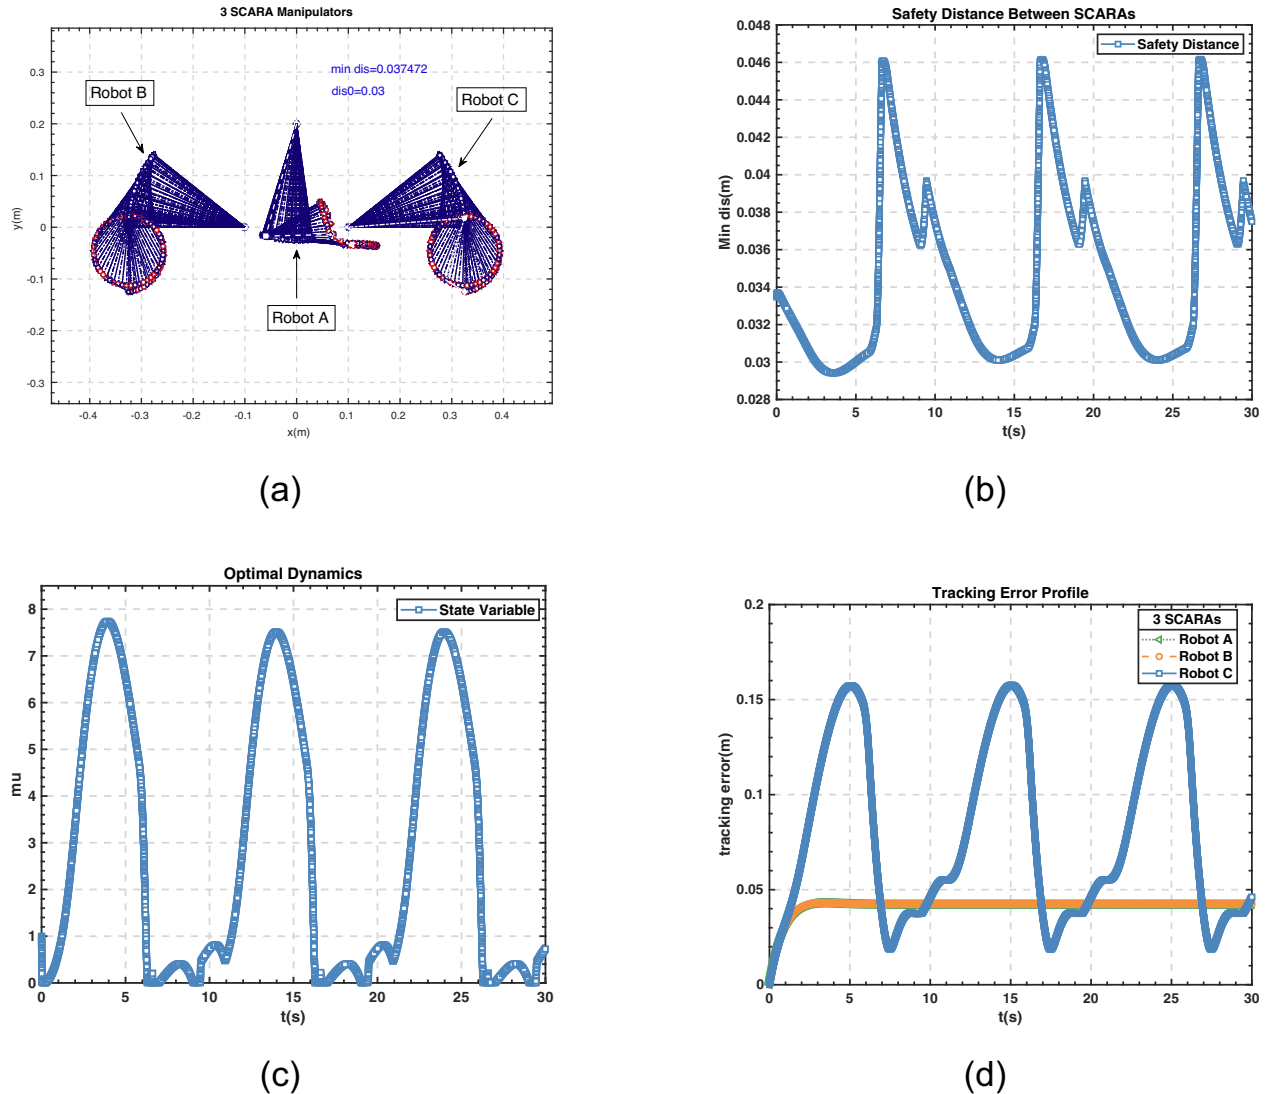 3 SCARA Manipulators
min dis=0.037472
dis0=0.03
Robot B
Robot C
Robot A
0.3
0.2
0.1
0
-0.1
-0.2
-0.3
y(m)
-0.4
-0.3
-0.2
-0.1
0
0.1
0.2
0.3
0.4
x(m)
(a)
Safety Distance Between SCARAs
Safety Distance
0.048
0.046
0.044
0.042
0.04
0.038
0.036
0.034
0.032
0.03
0.028
Min dis(m)
0
5
10
15
20
25
30
t(s)
(b)
Optimal Dynamics
State Variable
8
7
6
5
4
3
2
1
0
mu
0
5
10
15
20
25
30
t(s)
(c)
Tracking Error Profile
3 SCARAs
Robot A
Robot B
Robot C
0.2
0.15
0.1
0.05
0
tracking error(m)
0
5
10
15
20
25
30
t(s)
(d)